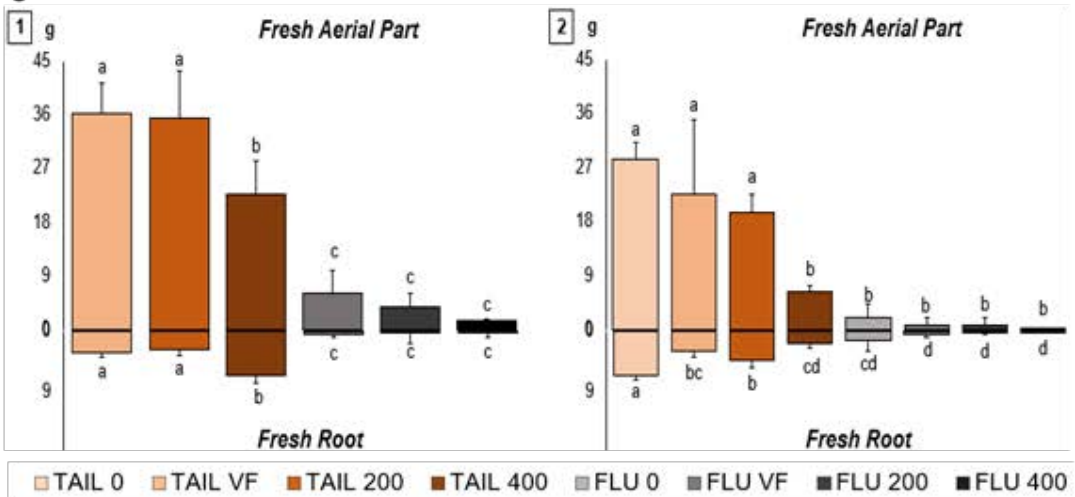 1 g Fresh Aerial Part
45
36
27
18
9
0
9
a a b c c c
a a b c c c
Fresh Root
2 g Fresh Aerial Part
45
36
27
18
9
0
9
a a a b b b b b
a bc b cd cd d d d
Fresh Root
TAIL 0 TAIL VF TAIL 200 TAIL 400 FLU 0 FLU VF FLU 200 FLU 400